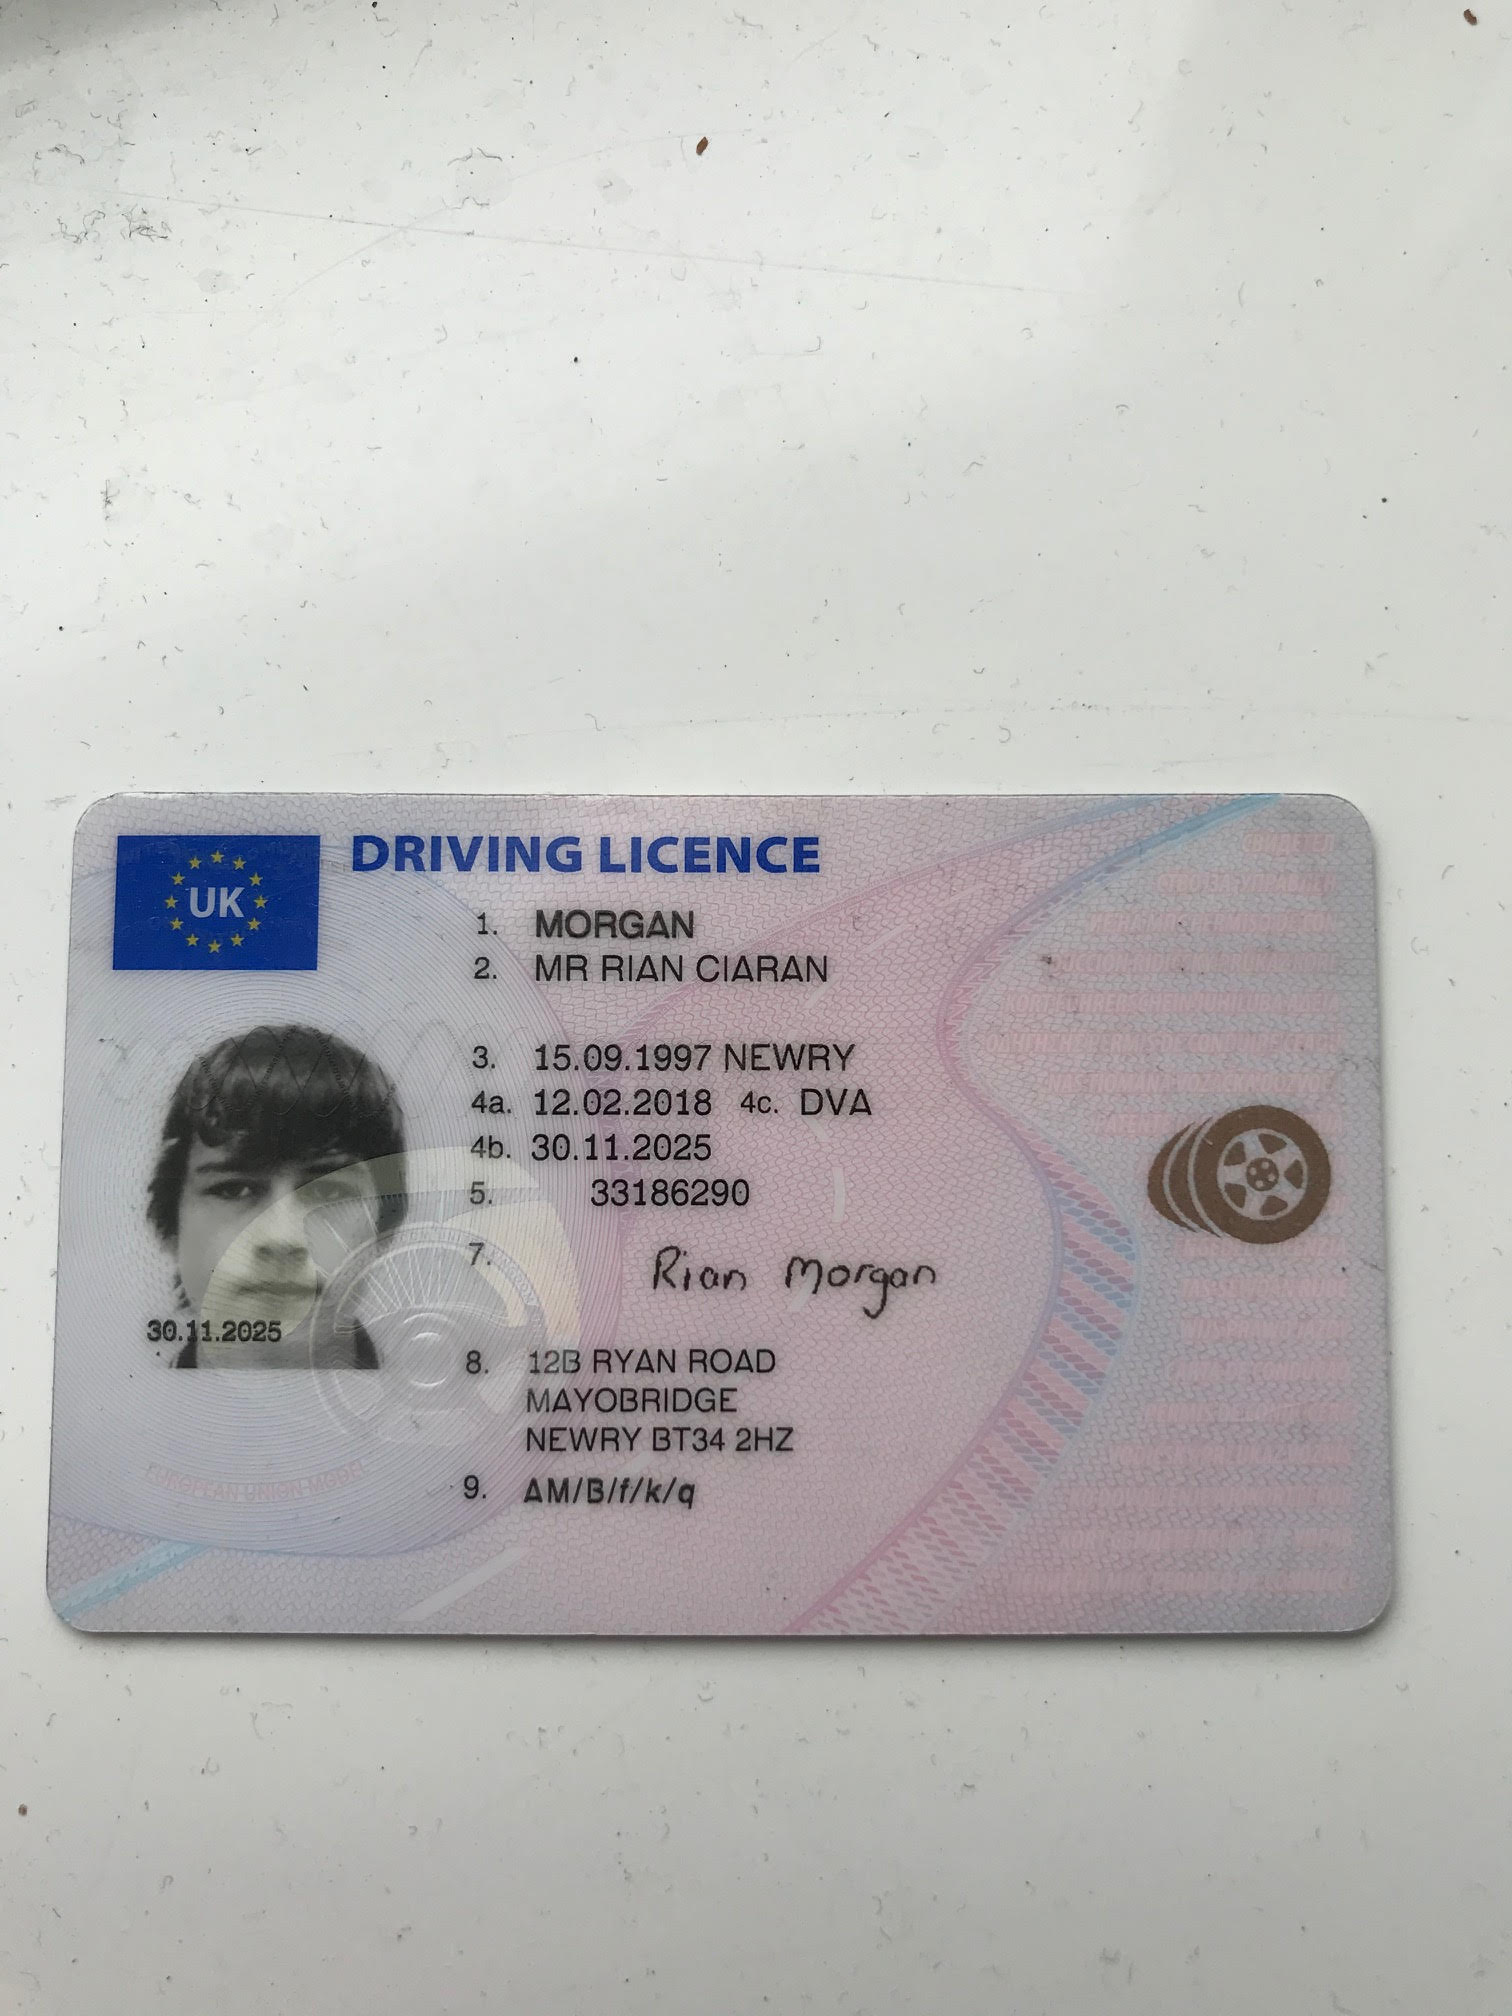 UK
DRIVING LICENCE
1. MORGAN
2. MR RIAN CIARAN
3. 15.09.1997 NEWRY
4a. 12.02.2018 4c. DVA
4b. 30.11.2025
5. 33186290
7. Rian Morgan
30.11.2025
8. 12B RYAN ROAD
MAYOBRIDGE
NEWRY BT34 2HZ
9. AM/B/f/k/q
EUROPEAN UNION MODEL